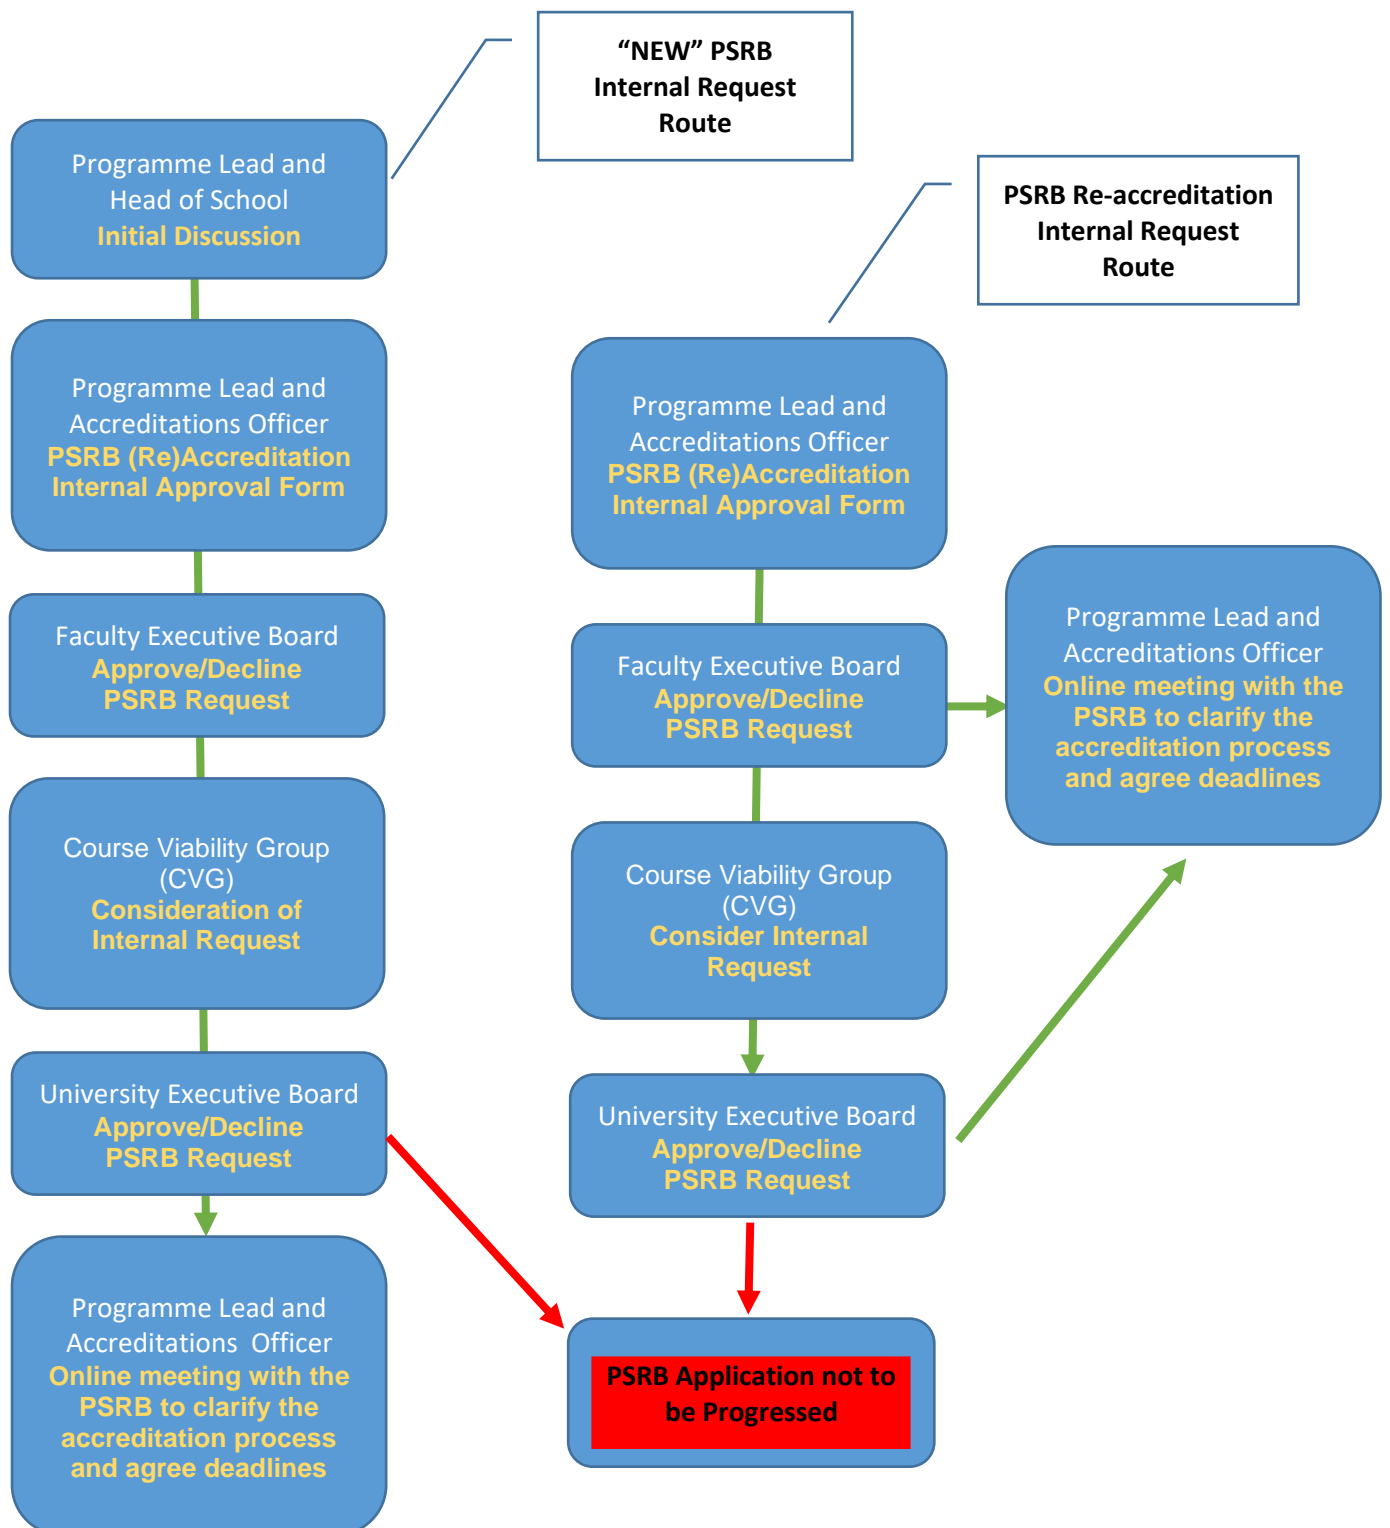 “NEW” PSRB
Internal Request
Route
Programme Lead and
Head of School
Initial Discussion
Programme Lead and
Accreditations Officer
PSRB (Re)Accreditation
Internal Approval Form
Faculty Executive Board
Approve/Decline
PSRB Request
Course Viability Group
(CVG)
Consideration of
Internal Request
University Executive Board
Approve/Decline
PSRB Request
Programme Lead and
Accreditations Officer
Online meeting with the
PSRB to clarify the
accreditation process
and agree deadlines
PSRB Re-accreditation
Internal Request
Route
Programme Lead and
Accreditations Officer
PSRB (Re)Accreditation
Internal Approval Form
Faculty Executive Board
Approve/Decline
PSRB Request
Programme Lead and
Accreditations Officer
Online meeting with the
PSRB to clarify the
accreditation process
and agree deadlines
Course Viability Group
(CVG)
Consider Internal
Request
University Executive Board
Approve/Decline
PSRB Request
PSRB Application not to
be Progressed